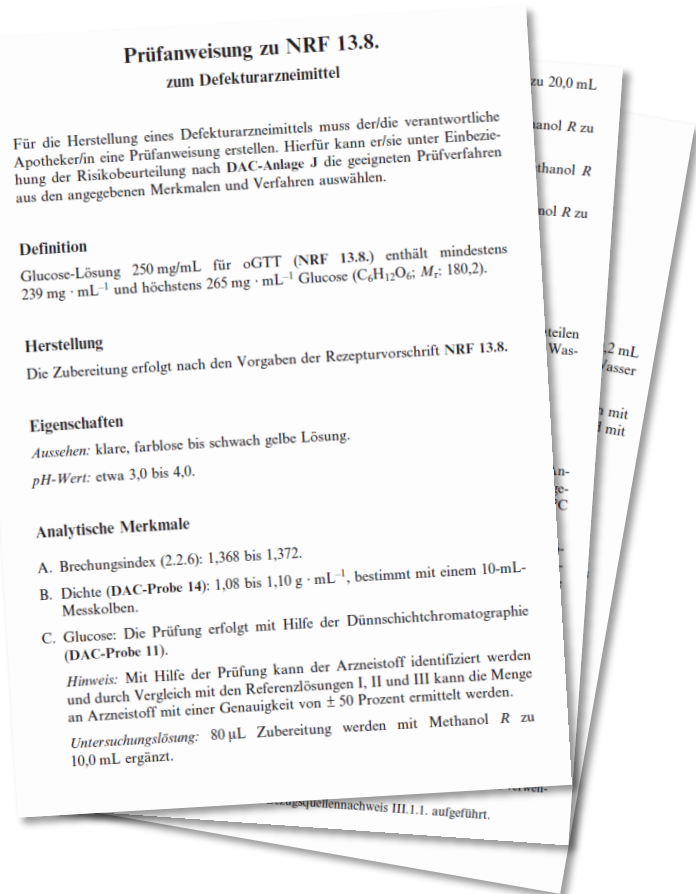 Prüfanweisung zu NRF 13.8.
zum Defekturarzneimittel
Für die Herstellung eines Defekturarzneimittels muss der/die verantwortliche
Apotheker/in eine Prüfanweisung erstellen. Hierfür kann er/sie unter Einbezie-
hung der Risikobeurteilung nach DAC-Anlage J die geeigneten Prüfverfahren
aus den angegebenen Merkmalen und Verfahren auswählen.
Definition
Glucose-Lösung 250 mg/mL für oGTT (NRF 13.8.) enthält mindestens
239 mg · mL⁻¹ und höchstens 265 mg · mL⁻¹ Glucose (C₆H₁₂O₆; Mᵣ: 180,2).
Herstellung
Die Zubereitung erfolgt nach den Vorgaben der Rezepturvorschrift NRF 13.8.
Eigenschaften
Aussehen: klare, farblose bis schwach gelbe Lösung.
pH-Wert: etwa 3,0 bis 4,0.
Analytische Merkmale
A. Brechungsindex (2.2.6): 1,368 bis 1,372.
B. Dichte (DAC-Probe 14): 1,08 bis 1,10 g · mL⁻¹, bestimmt mit einem 10-mL-
Messkolben.
C. Glucose: Die Prüfung erfolgt mit Hilfe der Dünnschichtchromatographie
(DAC-Probe 11).
Hinweis: Mit Hilfe der Prüfung kann der Arzneistoff identifiziert werden
und durch Vergleich mit den Referenzlösungen I, II und III kann die Menge
an Arzneistoff mit einer Genauigkeit von ± 50 Prozent ermittelt werden.
Untersuchungslösung: 80 µL Zubereitung werden mit Methanol R zu
10,0 mL ergänzt.
zu 20,0 mL
R zu
R
R zu
Was-
,2 mL
mit
mit
°C
III.1.1. aufgeführt.